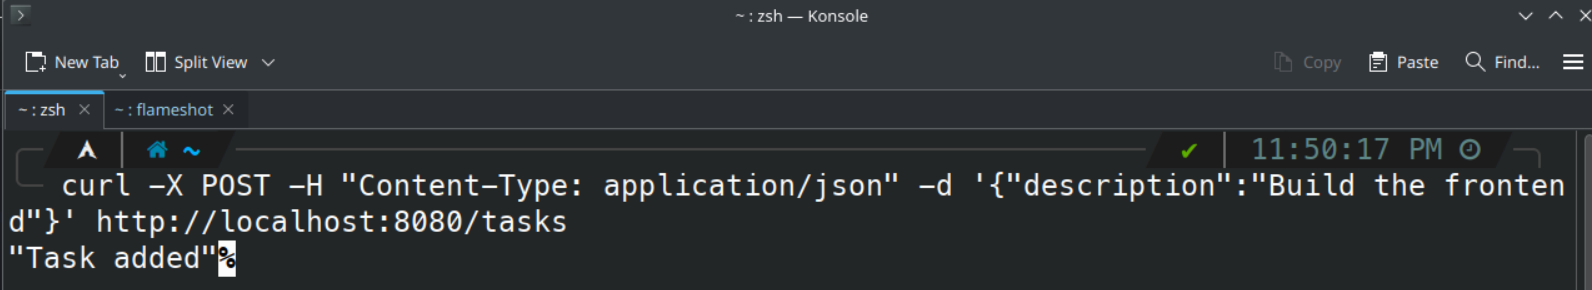 ~ : zsh — Konsole
New Tab Split View Copy Paste Find...
~ : zsh ~ : flameshot
~ 11:50:17 PM
curl -X POST -H "Content-Type: application/json" -d '{"description":"Build the fronten
d"}' http://localhost:8080/tasks
"Task added"%